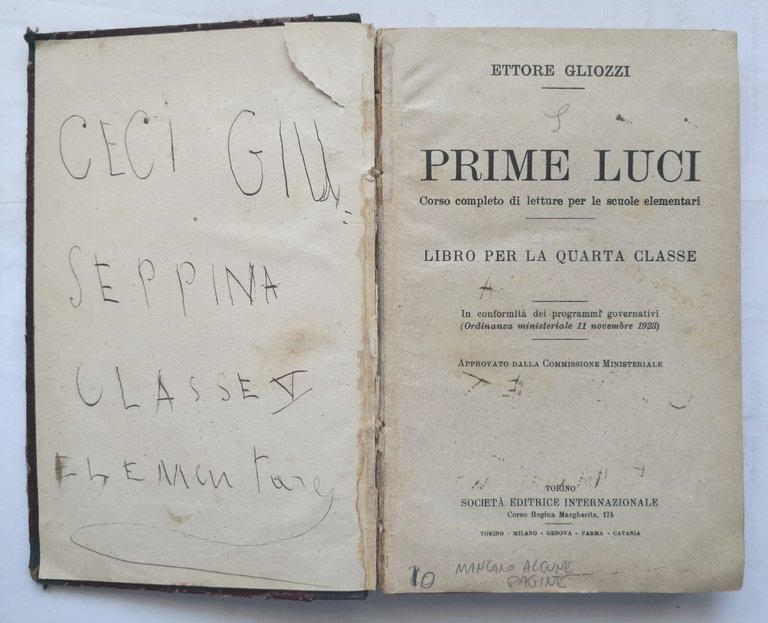 CECI GIU=
SEPPINA
CLASSE V
ELEMENTARE
ETTORE GLIOZZI
PRIME LUCI
Corso completo di letture per le scuole elementari
LIBRO PER LA QUARTA CLASSE
In conformità dei programmi governativi
(Ordinanza ministeriale 11 novembre 1923)
APPROVATO DALLA COMMISSIONE MINISTERIALE
TORINO
SOCIETÀ EDITRICE INTERNAZIONALE
Corso Regina Margherita, 174
TORINO - MILANO - GENOVA - PARMA - CATANIA
10 MANCANO ALCUNE
PAGINE